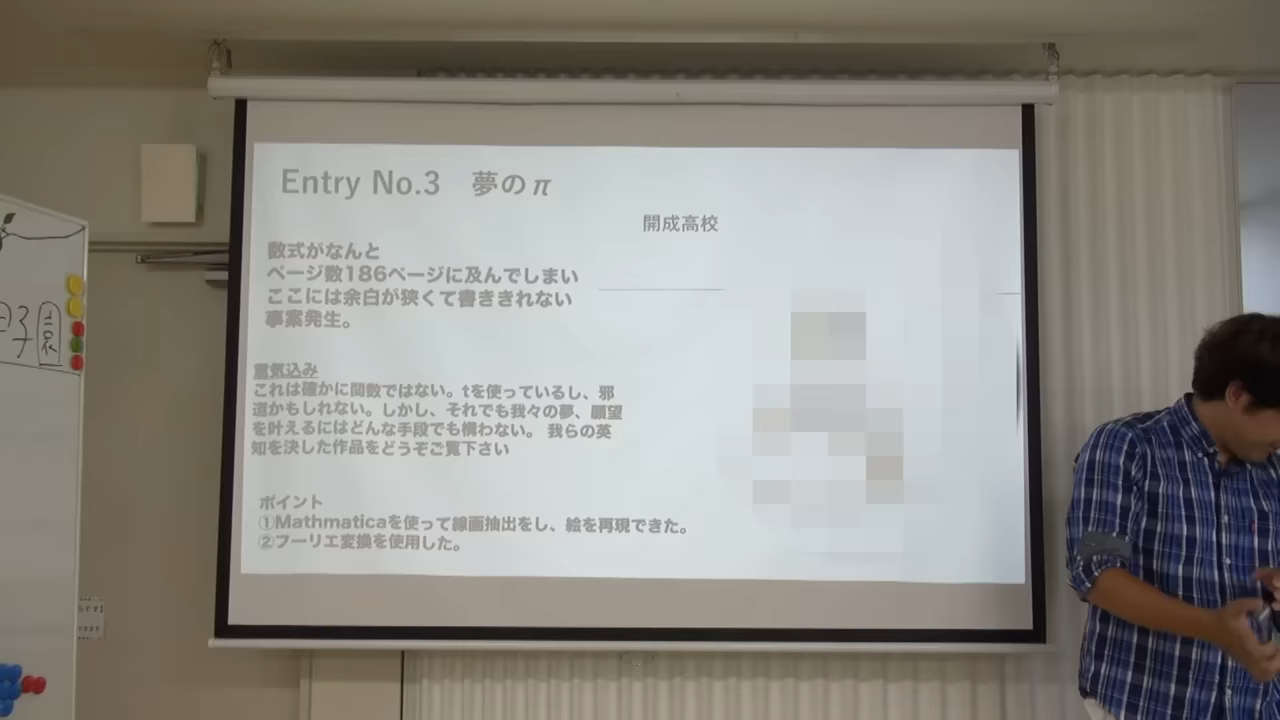 Entry No.3 夢のπ
開成高校
数式がなんと
ページ数186ページに及んでしまい
ここには余白が狭くて書ききれない
事案発生。
意気込み
これは確かに関数ではない。tを使っているし、邪
道かもしれない。しかし、それでも我々の夢、願望
を叶えるにはどんな手段でも構わない。 我らの英
知を決した作品をどうぞご覧下さい
ポイント
①Mathmaticaを使って線画抽出をし、絵を再現できた。
②フーリエ変換を使用した。
甲子園